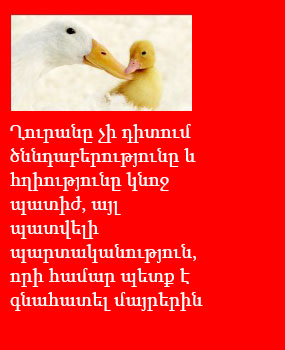 Ղուրանը չի դիտում
ծննդաբերությունը և
հղիությունը կնոջ
պատիժ, այլ
պատվելի
պարտականություն,
որի համար պետք է
գնահատել մայրերին